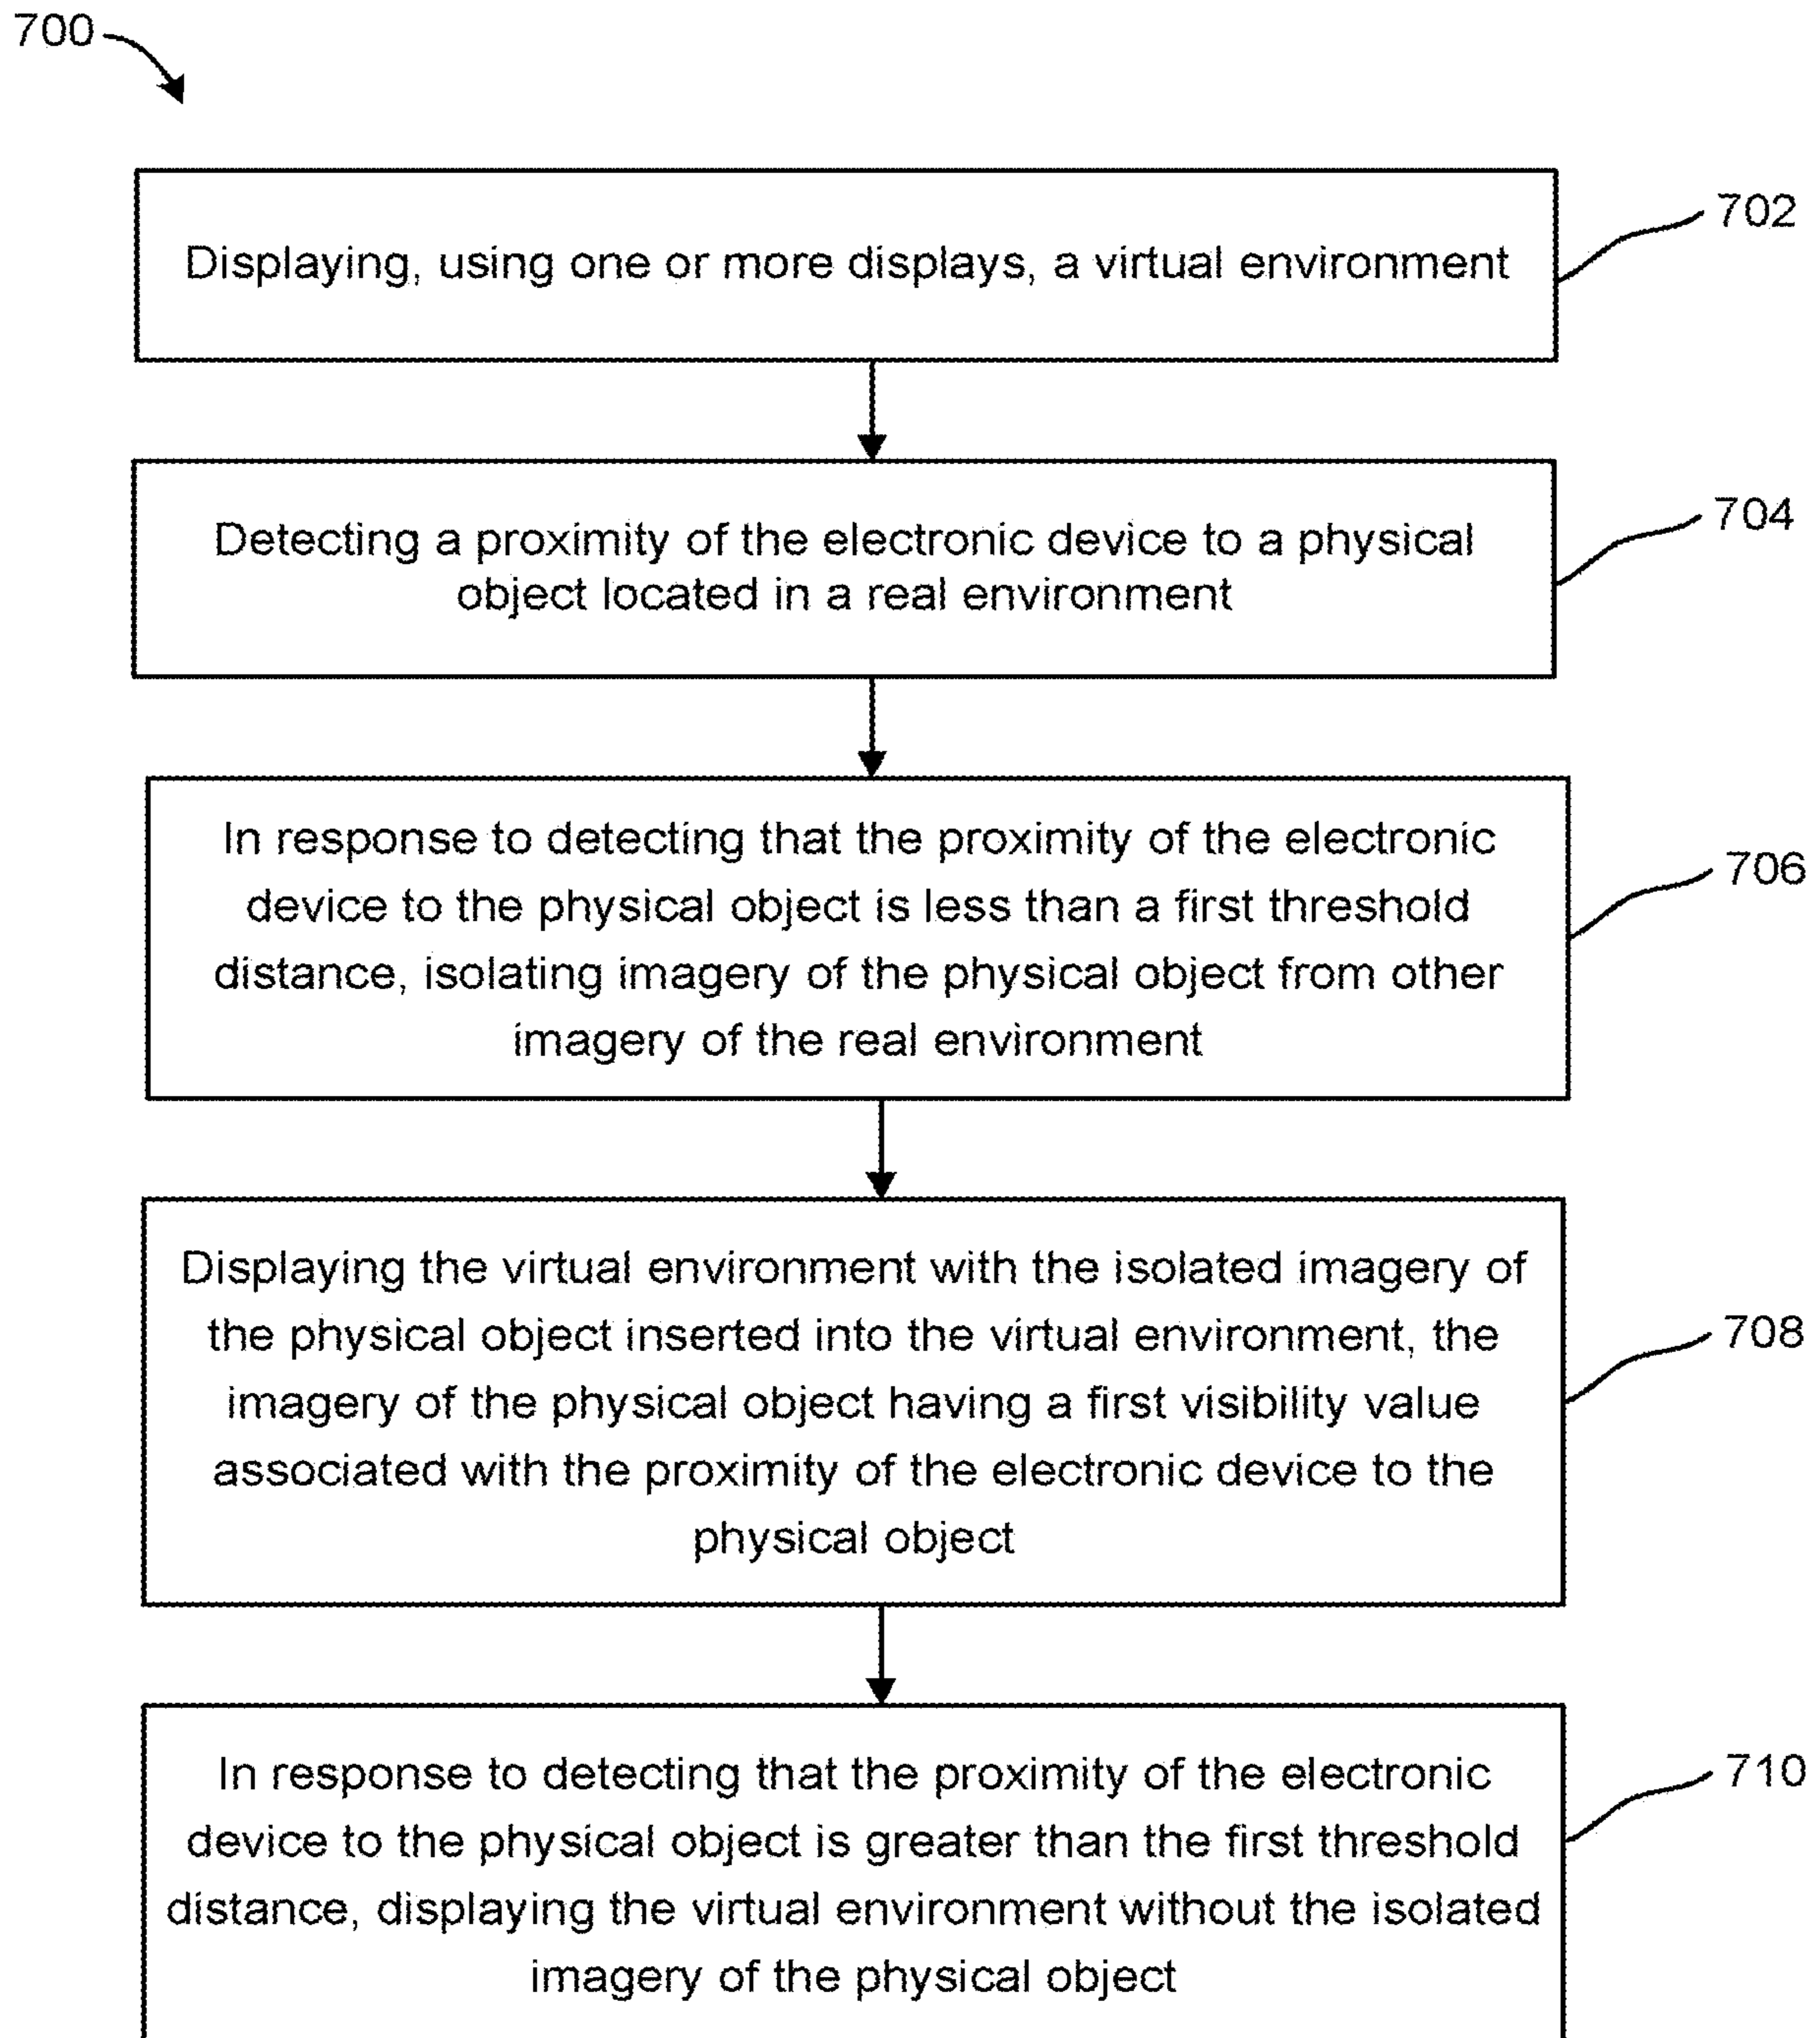 700
Displaying, using one or more displays, a virtual environment
702
Detecting a proximity of the electronic device to a physical
object located in a real environment
704
In response to detecting that the proximity of the electronic
device to the physical object is less than a first threshold
distance, isolating imagery of the physical object from other
imagery of the real environment
706
Displaying the virtual environment with the isolated imagery of
the physical object inserted into the virtual environment, the
imagery of the physical object having a first visibility value
associated with the proximity of the electronic device to the
physical object
708
In response to detecting that the proximity of the electronic
device to the physical object is greater than the first threshold
distance, displaying the virtual environment without the isolated
imagery of the physical object
710